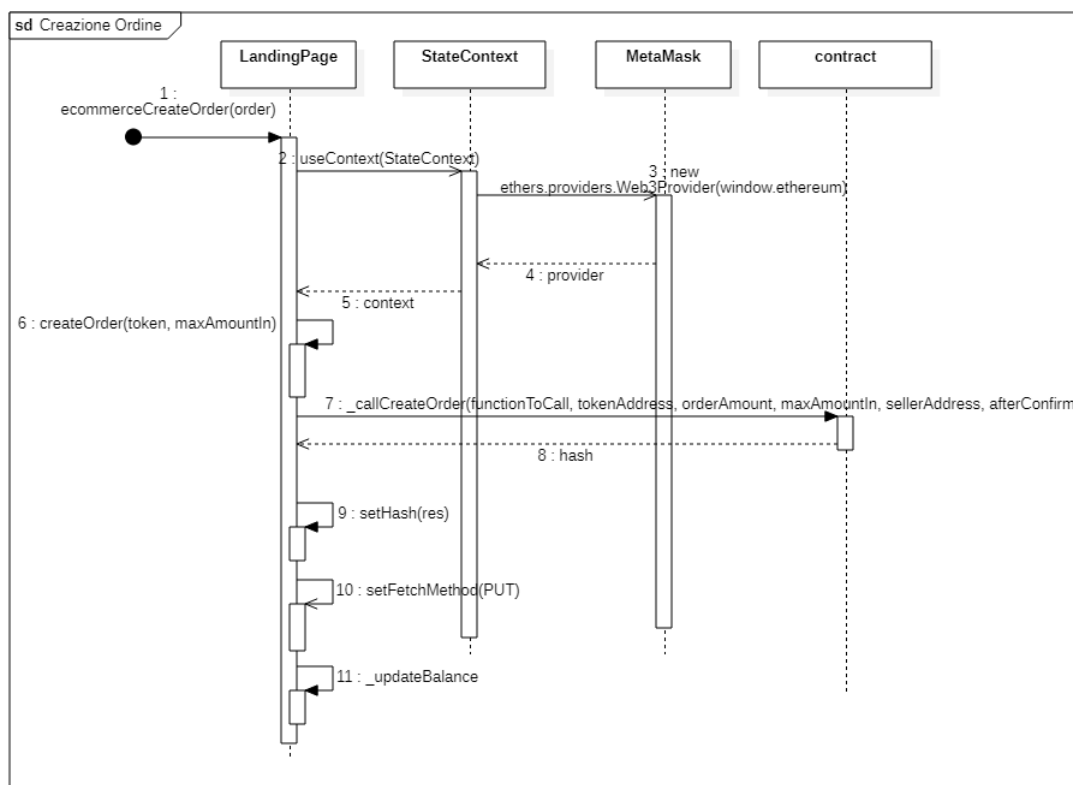 sd Creazione Ordine
LandingPage
StateContext
MetaMask
contract
1 :
ecommerceCreateOrder(order)
2 : useContext(StateContext)
3 : new
ethers.providers.Web3Provider(window.ethereum)
4 : provider
5 : context
6 : createOrder(token, maxAmountIn)
7 : _callCreateOrder(functionToCall, tokenAddress, orderAmount, maxAmountIn, sellerAddress, afterConfirm
8 : hash
9 : setHash(res)
10 : setFetchMethod(PUT)
11 : _updateBalance